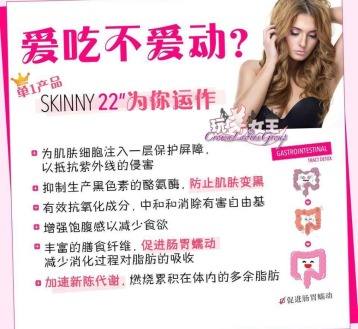 爱吃不爱动?
单1产品
SKINNY 22"为你运作
玩美女王
CrownLadiesGroup
GASTROINTESTINAL
TRACT DETOX
为肌肤细胞注入一层保护屏障,
以抵抗紫外线的侵害
抑制生产黑色素的酪氨酶, 防止肌肤变黑
有效抗氧化成分, 中和和消除有害自由基
增强饱腹感以减少食欲
丰富的膳食纤维, 促进肠胃蠕动
减少消化过程对脂肪的吸收
加速新陈代谢, 燃烧累积在体内的多余脂肪
促进肠胃蠕动